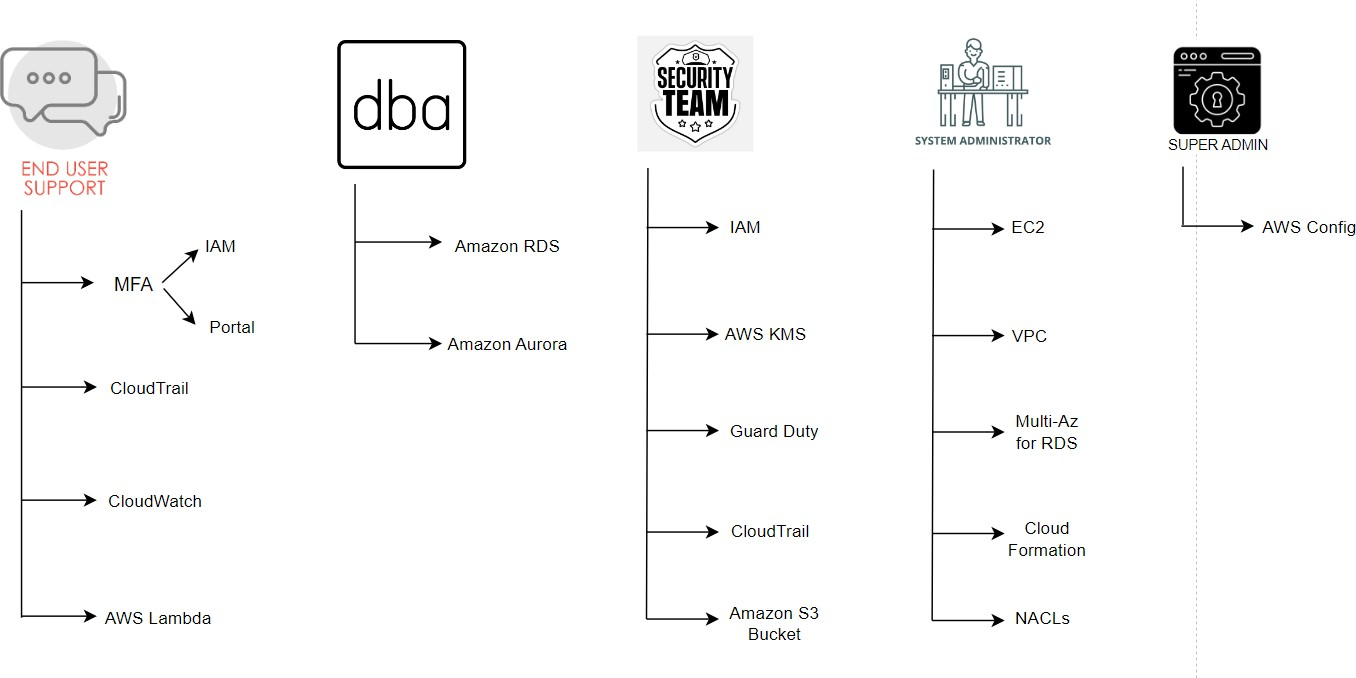 END USER
SUPPORT
MFA
IAM
Portal
CloudTrail
CloudWatch
AWS Lambda
dba
Amazon RDS
Amazon Aurora
SECURITY
TEAM
IAM
AWS KMS
Guard Duty
CloudTrail
Amazon S3
Bucket
SYSTEM ADMINISTRATOR
EC2
VPC
Multi-Az
for RDS
Cloud
Formation
NACLs
SUPER ADMIN
AWS Config